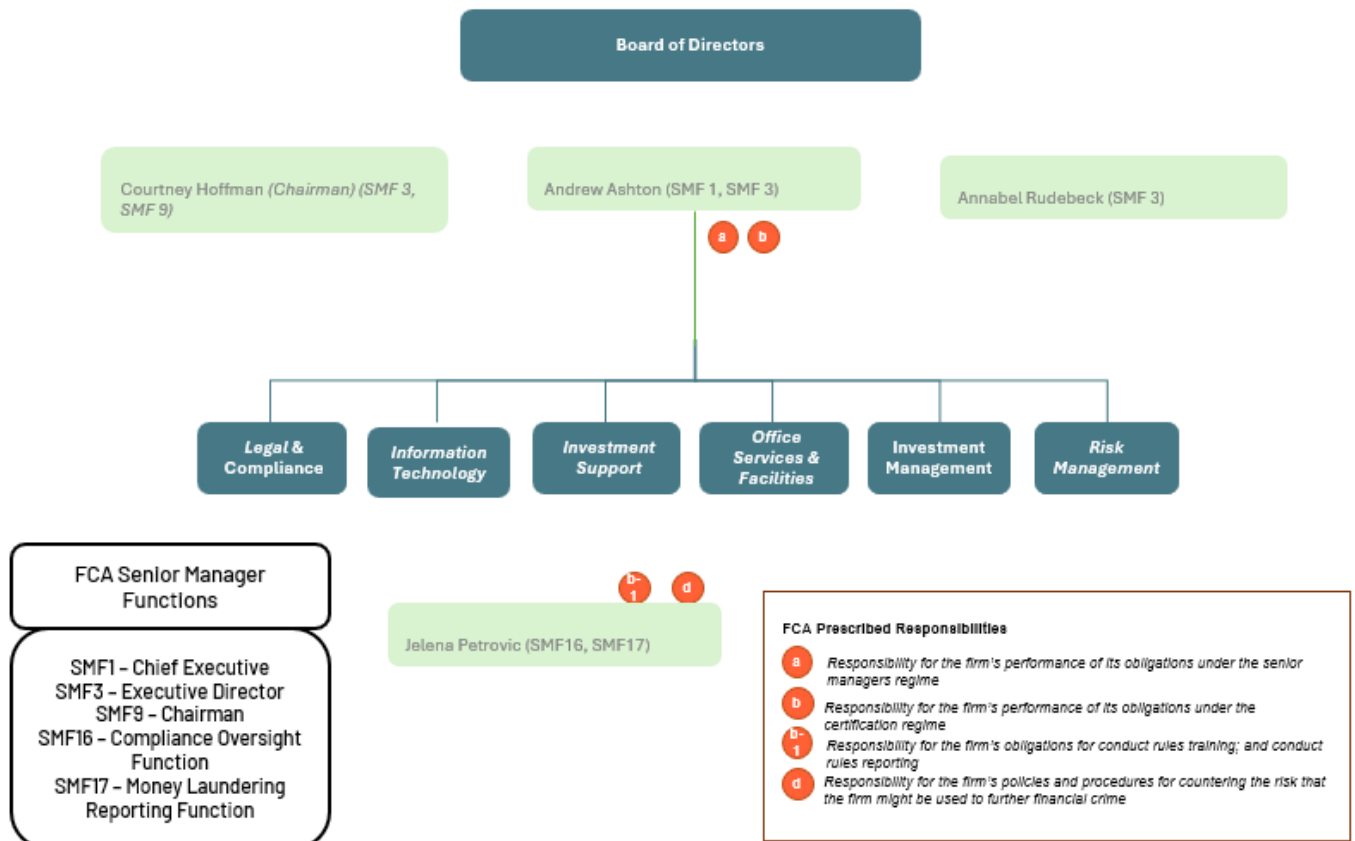 Board of Directors
Courtney Hoffman (Chairman) (SMF 3,
SMF 9)
Andrew Ashton (SMF 1, SMF 3)
Annabel Rudebeck (SMF 3)
a
b
Legal &
Compliance
Information
Technology
Investment
Support
Office
Services &
Facilities
Investment
Management
Risk
Management
FCA Senior Manager
Functions
SMF1 – Chief Executive
SMF3 – Executive Director
SMF9 – Chairman
SMF16 – Compliance Oversight
Function
SMF17 – Money Laundering
Reporting Function
b-
1
d
Jelena Petrovic (SMF16, SMF17)
FCA Prescribed Responsibilities
a
Responsibility for the firm's performance of its obligations under the senior
managers regime
b
Responsibility for the firm's performance of its obligations under the
certification regime
b-
1
Responsibility for the firm's obligations for conduct rules training; and conduct
rules reporting
d
Responsibility for the firm's policies and procedures for countering the risk that
the firm might be used to further financial crime